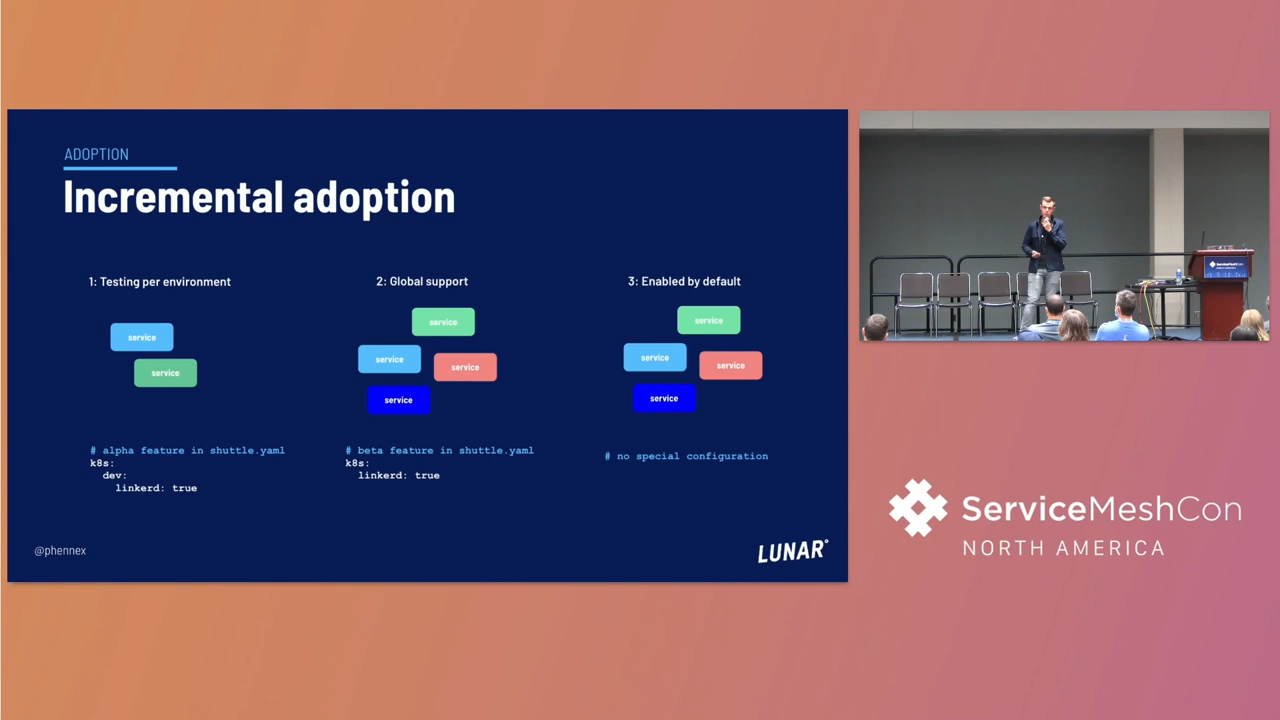 ADOPTION
Incremental adoption
1: Testing per environment
service
service
# alpha feature in shuttle.yaml
k8s:
  dev:
    linkerd: true
2: Global support
service
service
service
service
# beta feature in shuttle.yaml
k8s:
  linkerd: true
3: Enabled by default
service
service
service
service
# no special configuration
@phennex
LUNAR°
ServiceMeshCon
ServiceMeshCon
NORTH AMERICA